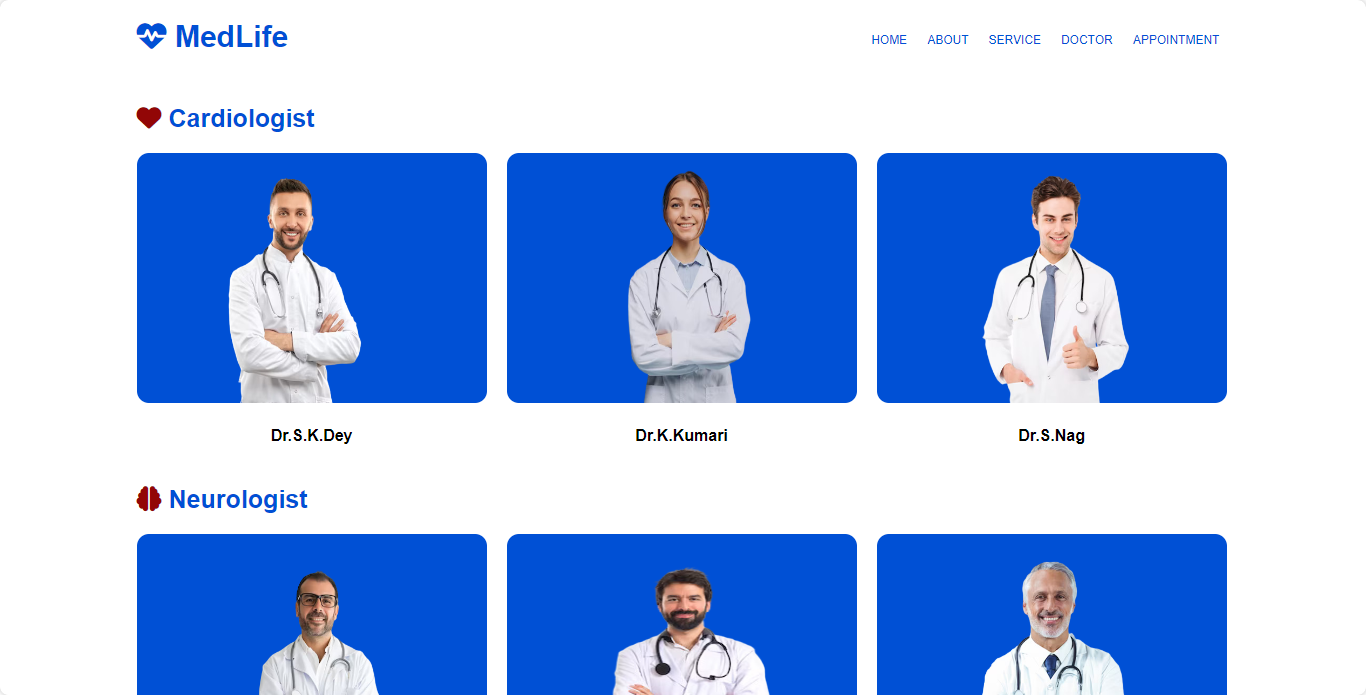 MedLife
HOME ABOUT SERVICE DOCTOR APPOINTMENT
Cardiologist
Dr.S.K.Dey Dr.K.Kumari Dr.S.Nag
Neurologist